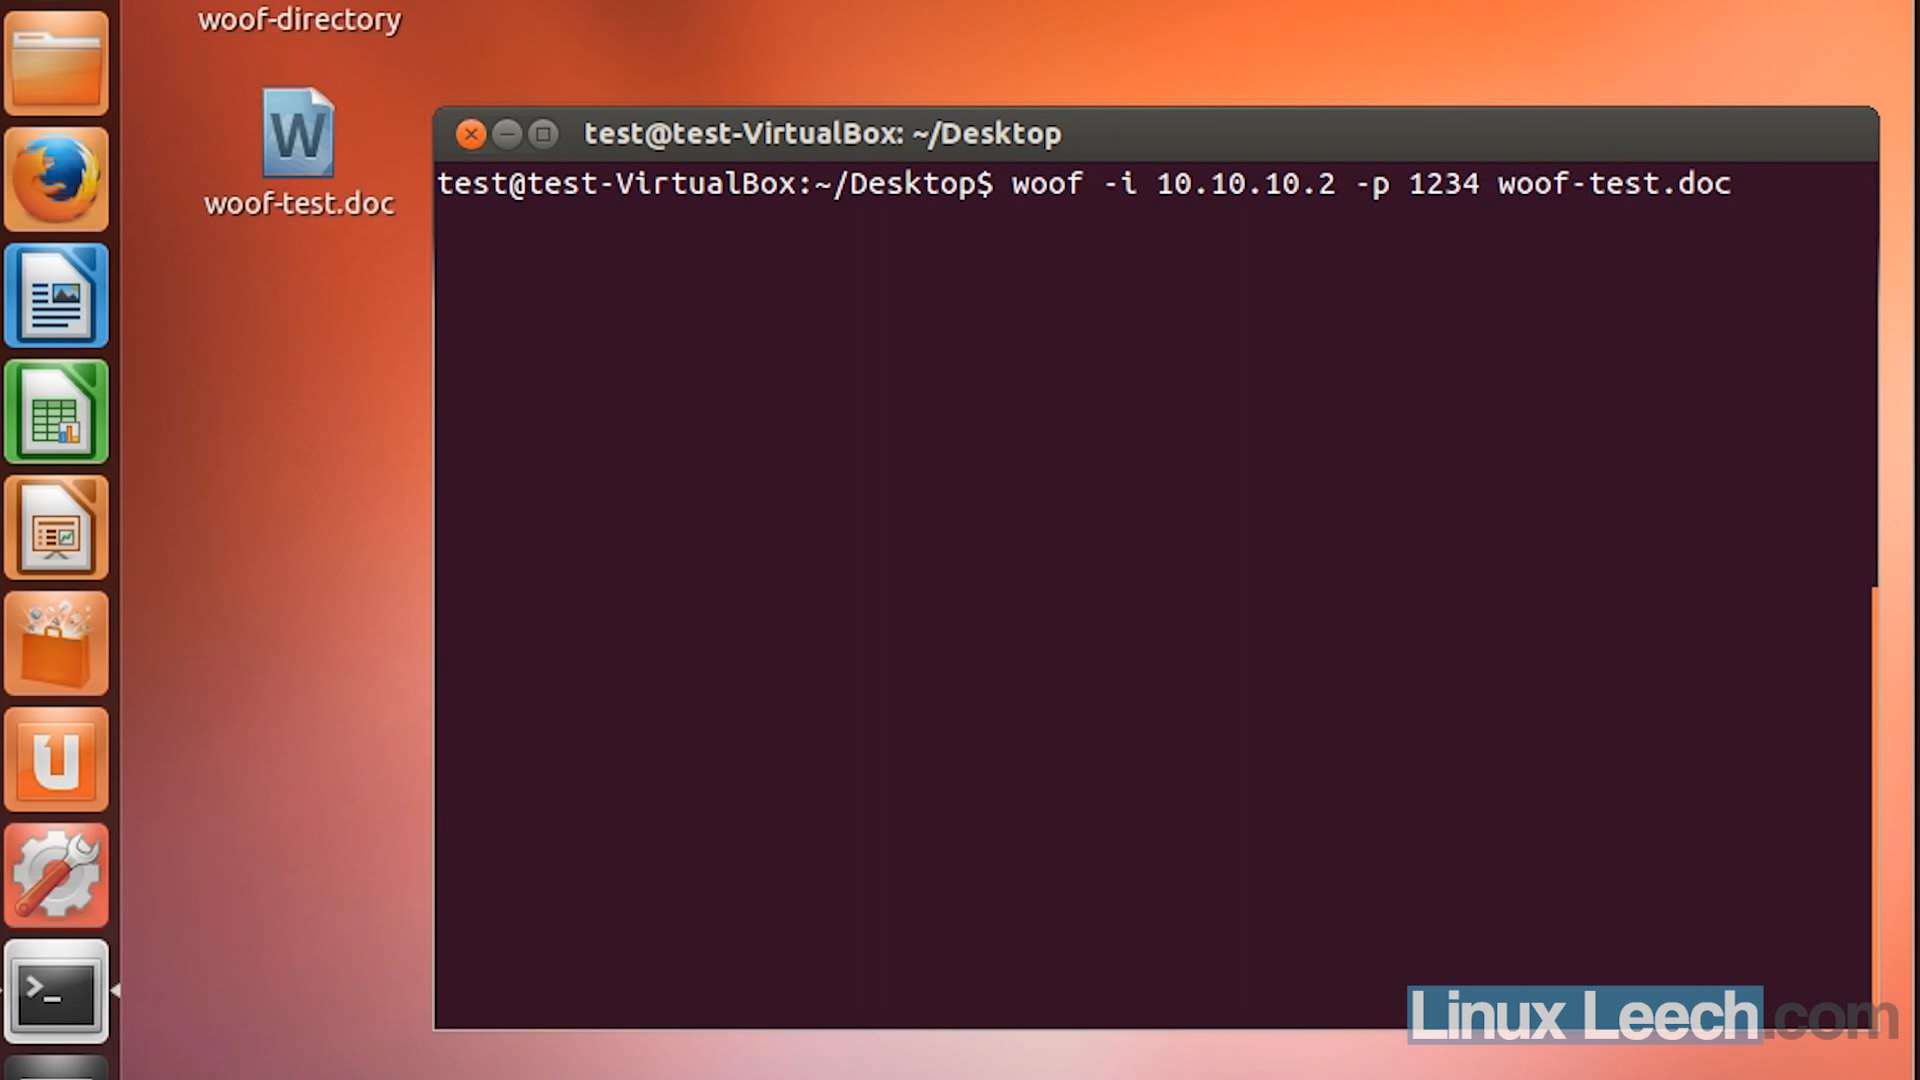 woof-directory
W
woof-test.doc
test@test-VirtualBox: ~/Desktop
test@test-VirtualBox:~/Desktop$ woof -i 10.10.10.2 -p 1234 woof-test.doc
U
>_
Linux Leech.com